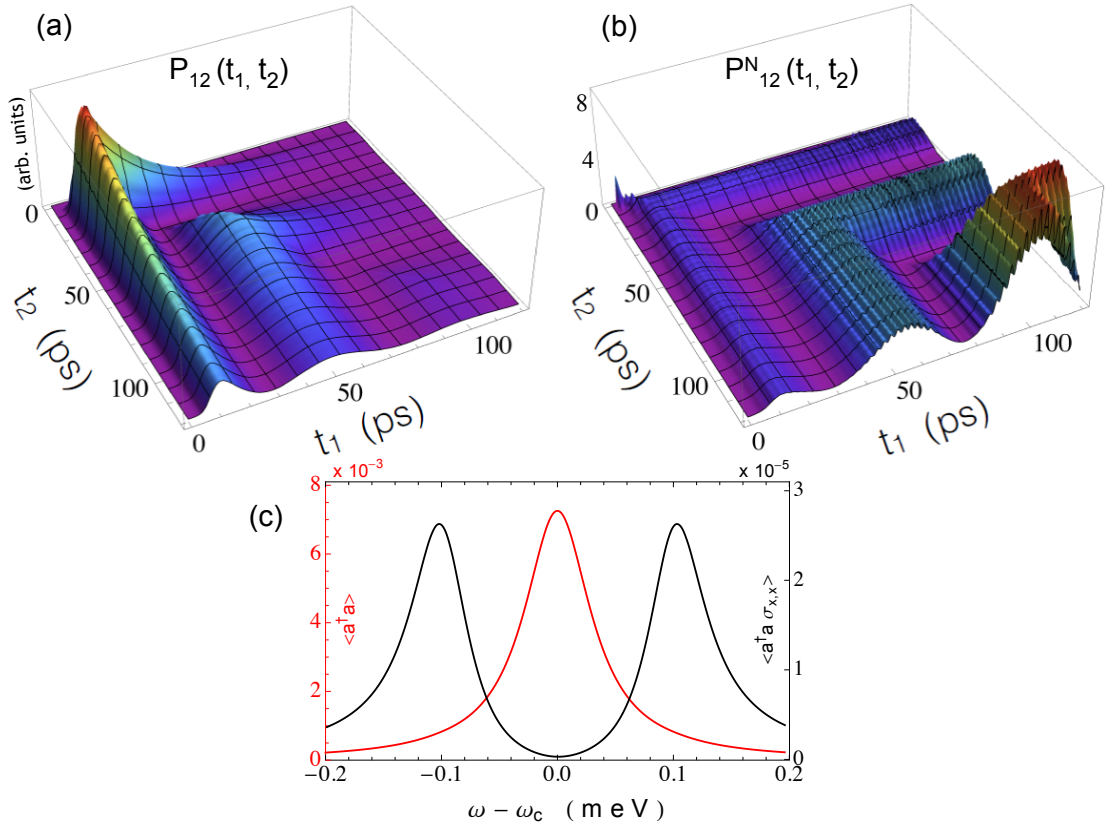 (a)
P12 (t1, t2)
(arb. units)
0
50
100
t2 (ps)
0
50
100
t1 (ps)
(b)
PN12 (t1, t2)
8
4
0
50
100
t2 (ps)
0
50
100
t1 (ps)
(c)
x 10−3
x 10−5
8
6
4
2
0
<a†a>
3
2
1
0
<a†a σx,x>
−0.2
−0.1
0.0
0.1
0.2
ω − ωc ( m e V )